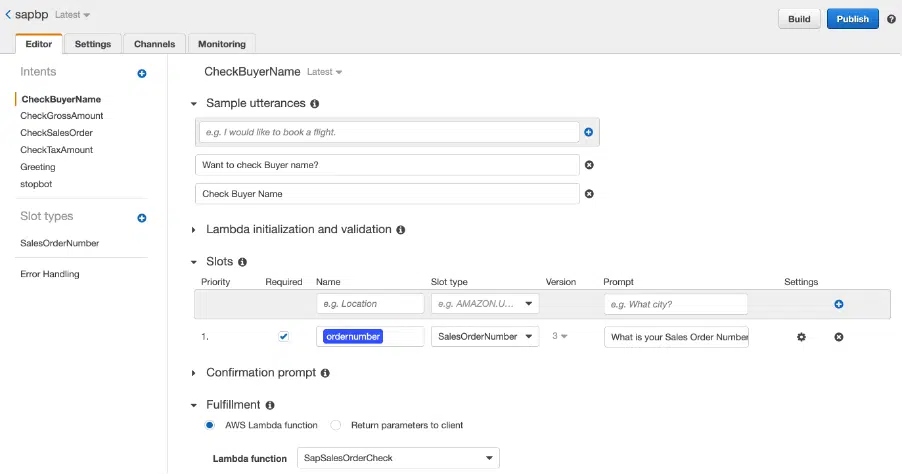 sapbp Latest
Build Publish
Editor Settings Channels Monitoring
Intents
CheckBuyerName
CheckGrossAmount
CheckSalesOrder
CheckTaxAmount
Greeting
stopbot
Slot types
SalesOrderNumber
Error Handling
CheckBuyerName Latest
Sample utterances
e.g. I would like to book a flight.
Want to check Buyer name?
Check Buyer Name
Lambda initialization and validation
Slots
Priority Required Name Slot type Version Prompt Settings
e.g. Location e.g. AMAZON.U... e.g. What city?
1. ordernumber SalesOrderNumber 3 What is your Sales Order Number
Confirmation prompt
Fulfillment
AWS Lambda function Return parameters to client
Lambda function SapSalesOrderCheck